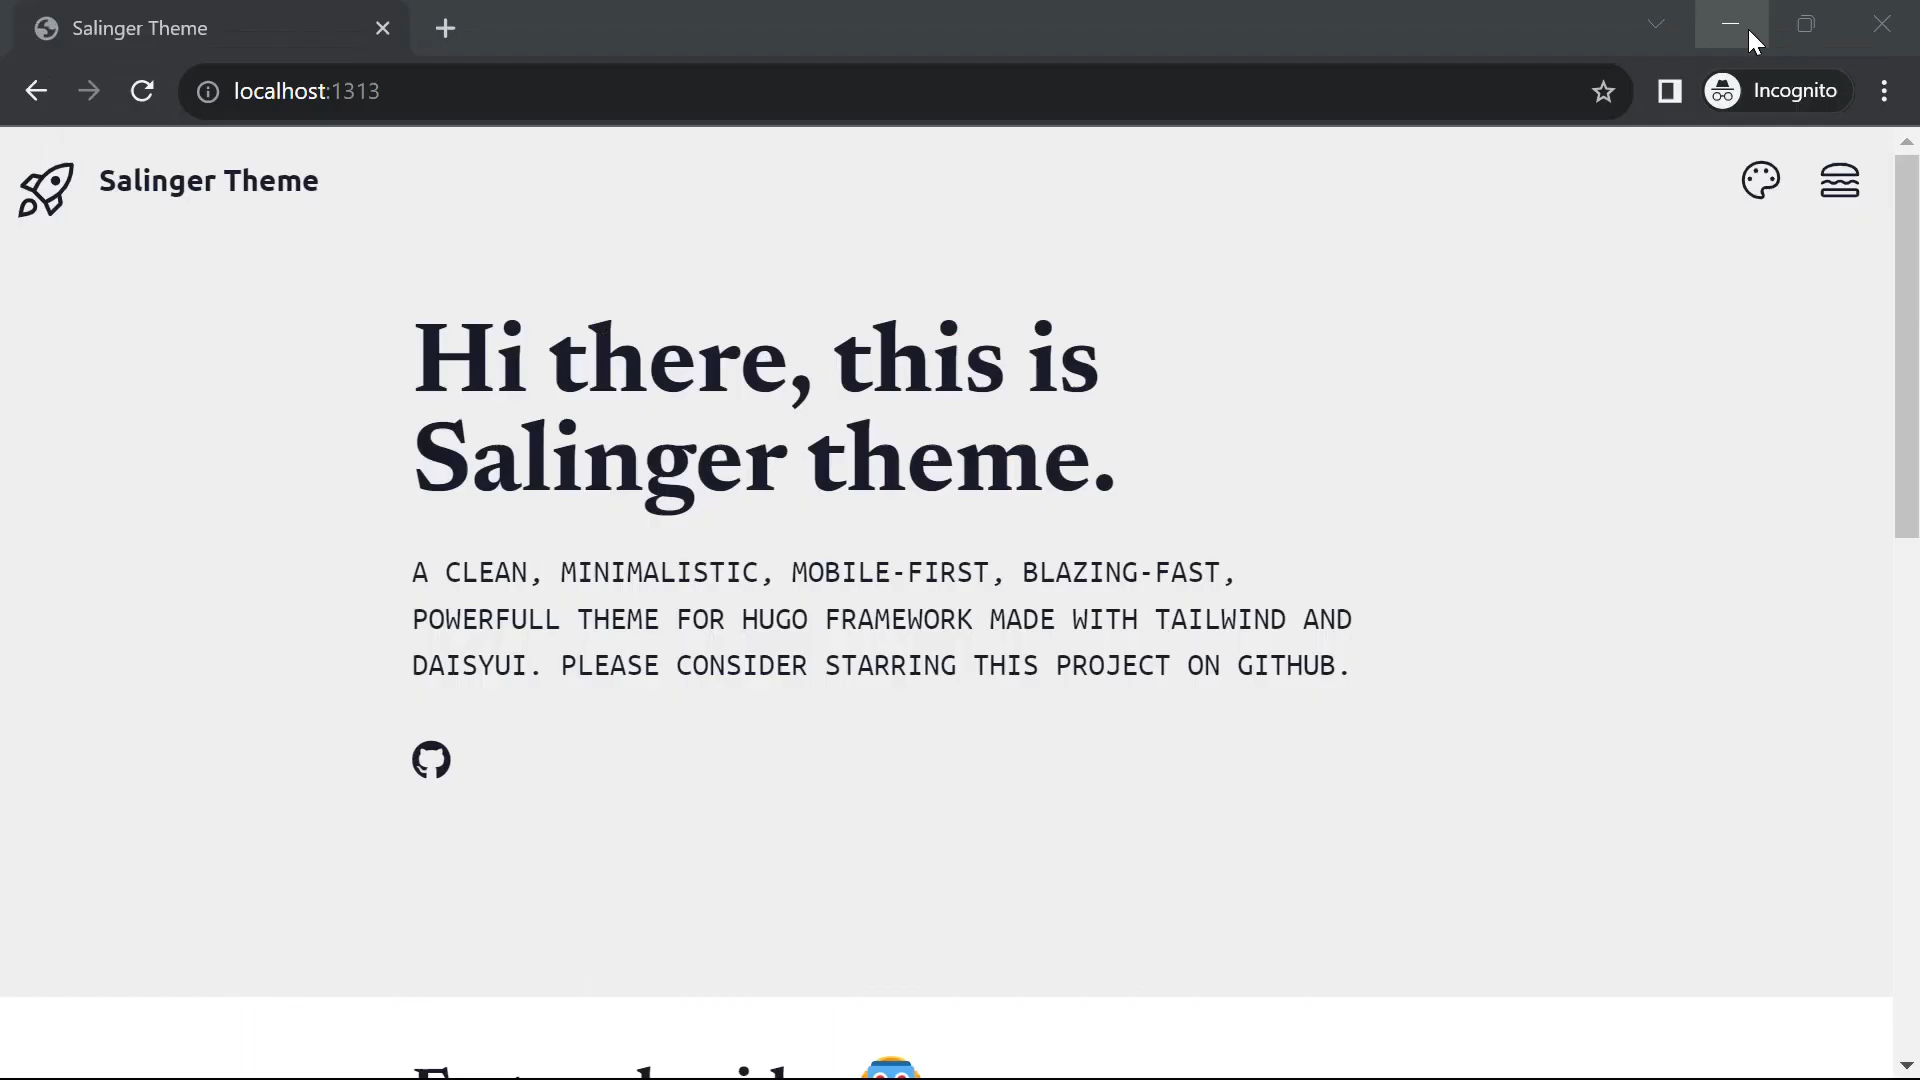 Salinger Theme
localhost:1313
Incognito
Salinger Theme
Hi there, this is
Salinger theme.
A CLEAN, MINIMALISTIC, MOBILE-FIRST, BLAZING-FAST,
POWERFULL THEME FOR HUGO FRAMEWORK MADE WITH TAILWIND AND
DAISYUI. PLEASE CONSIDER STARRING THIS PROJECT ON GITHUB.